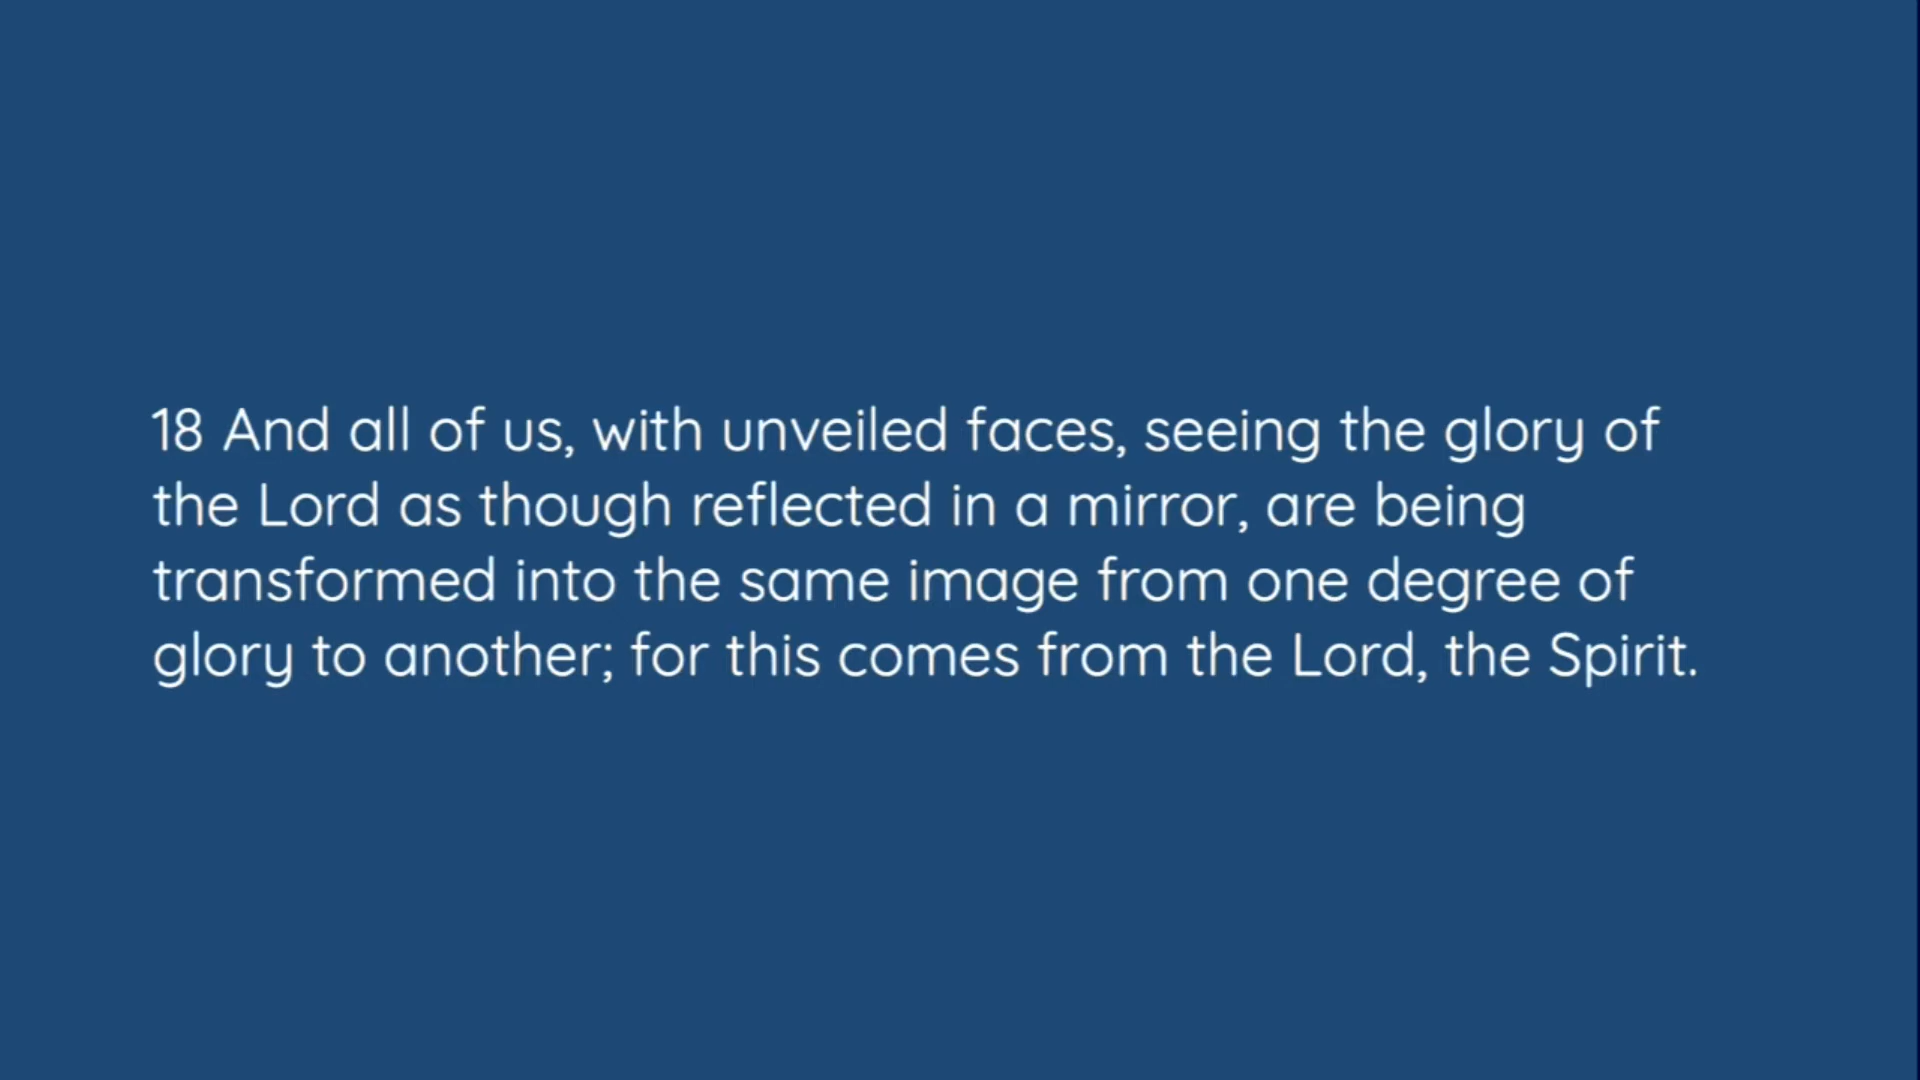 18 And all of us, with unveiled faces, seeing the glory of
the Lord as though reflected in a mirror, are being
transformed into the same image from one degree of
glory to another; for this comes from the Lord, the Spirit.